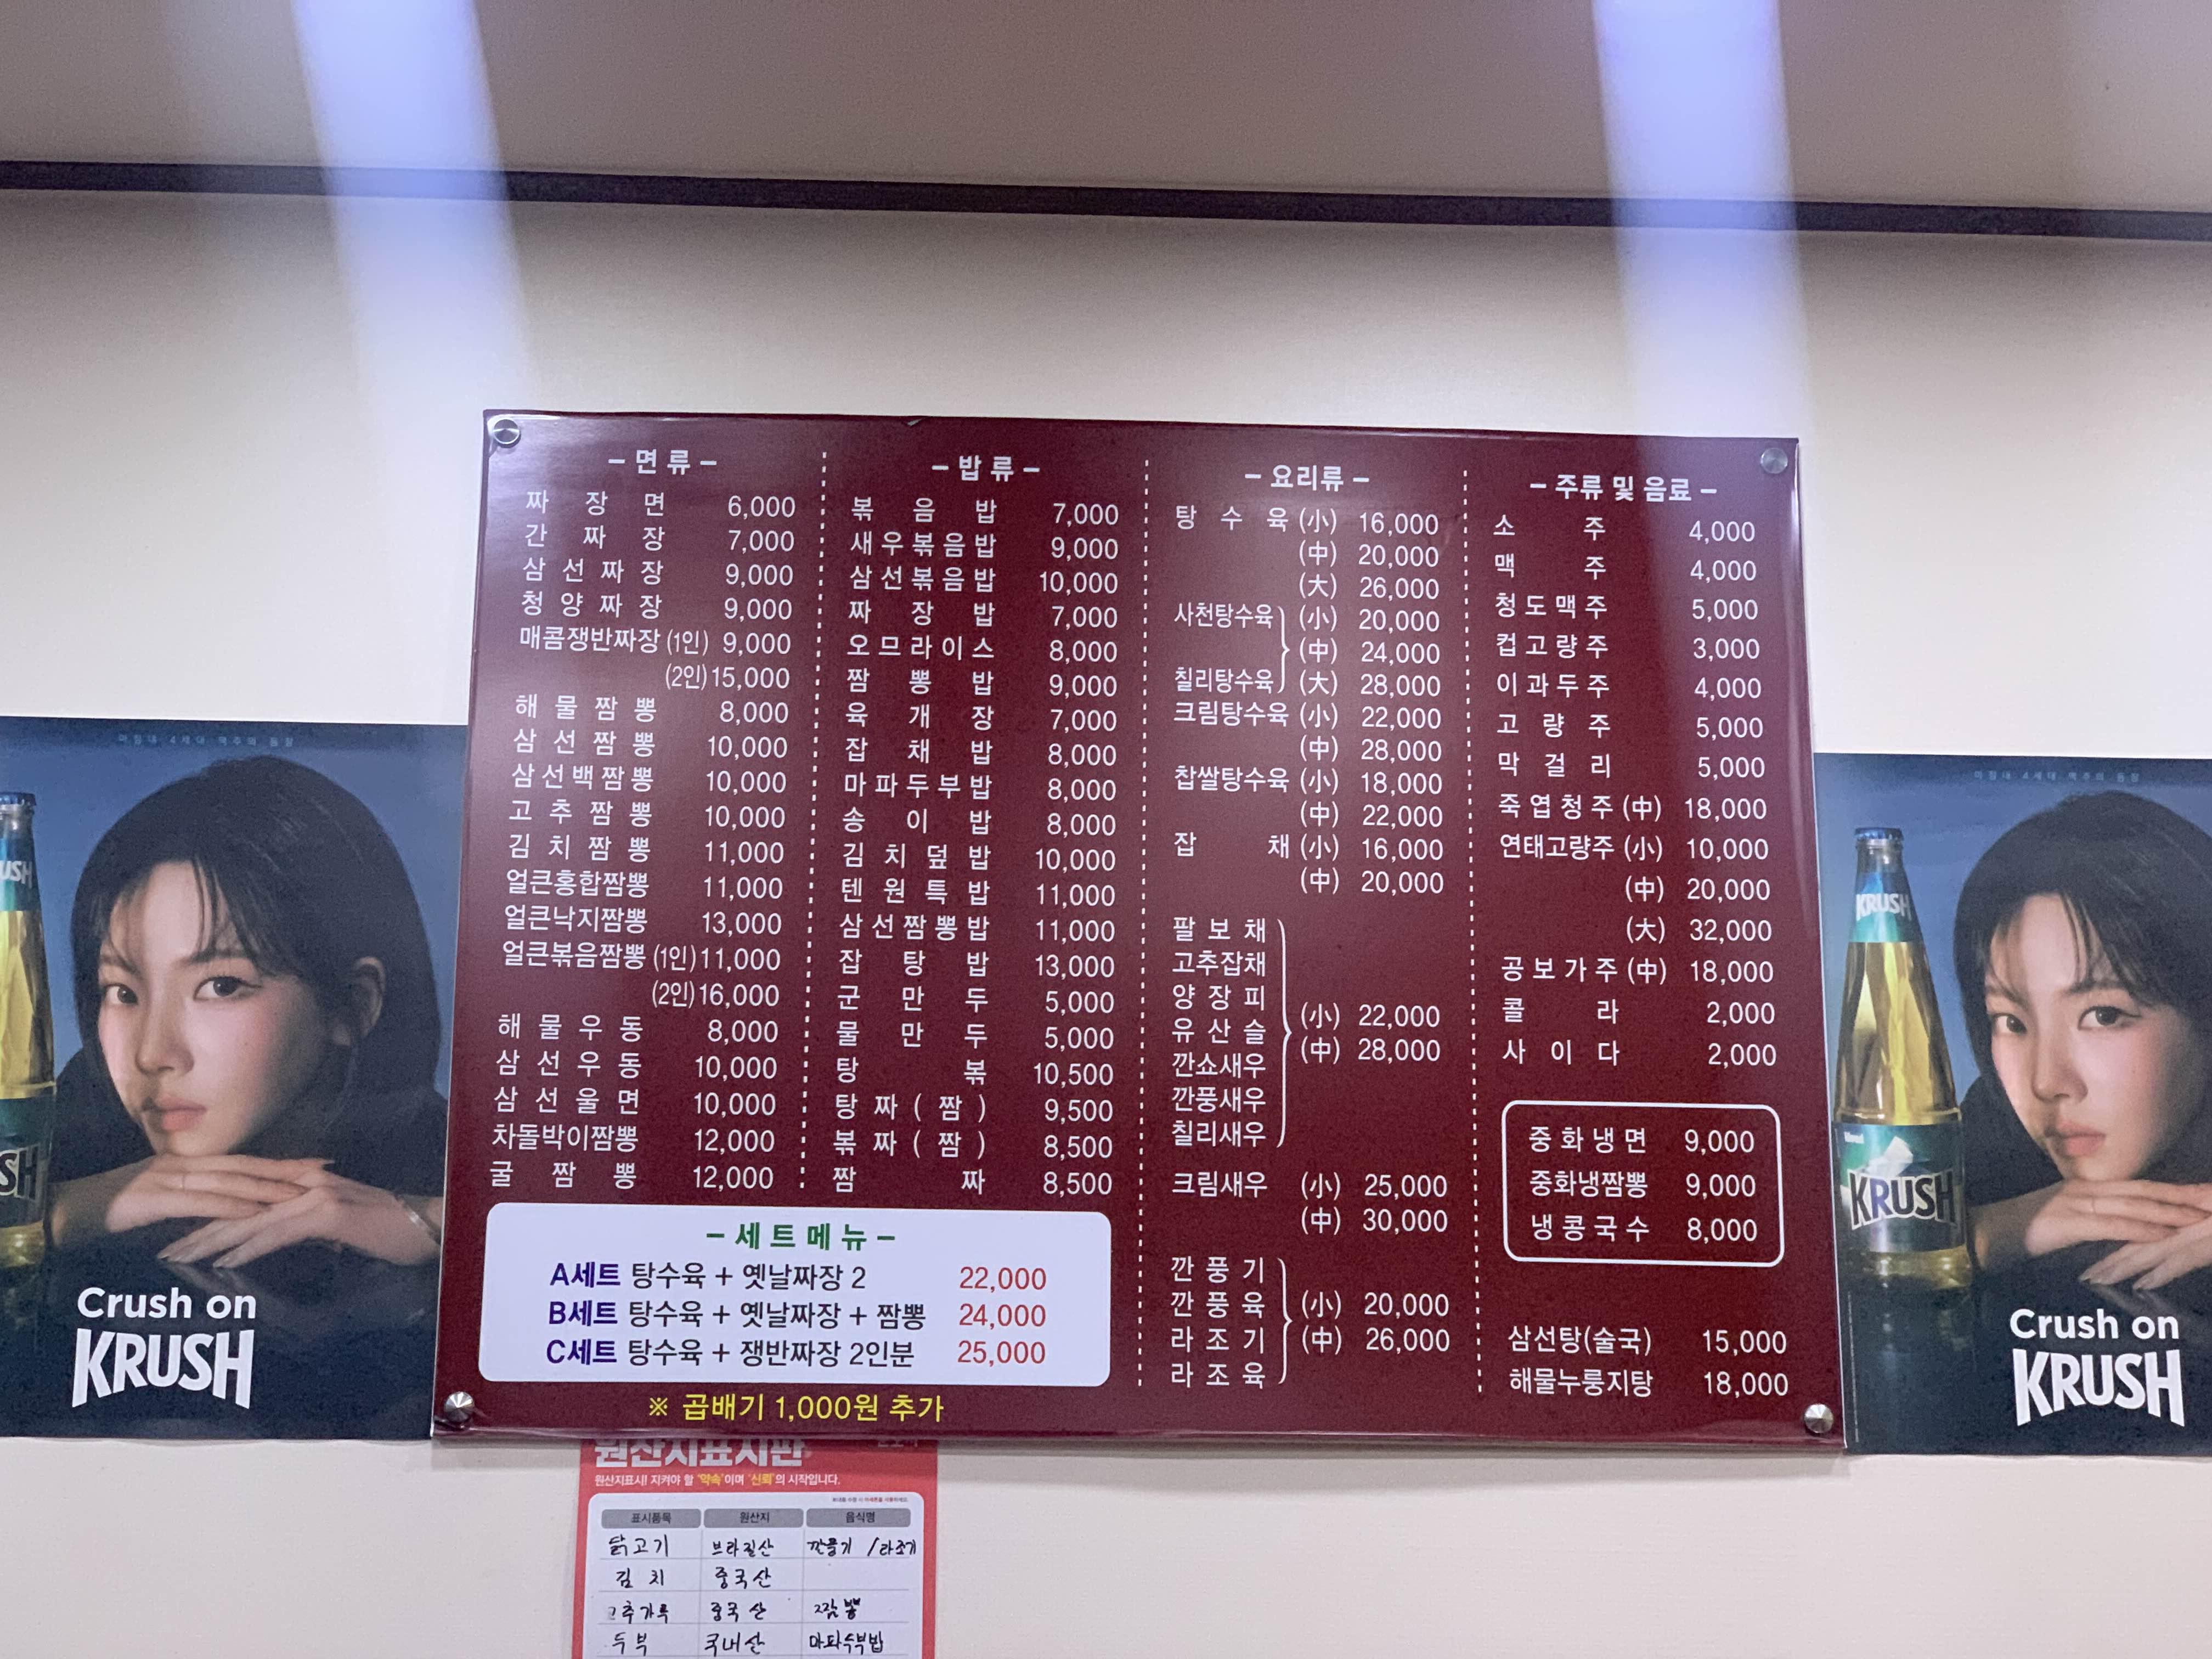 - 면 류 -
짜 장 면 6,000
간 짜 장 7,000
삼 선 짜 장 9,000
청 양 짜 장 9,000
매콤쟁반짜장 (1인) 9,000
(2인) 15,000
해 물 짬 뽕 8,000
삼 선 짬 뽕 10,000
삼선백짬뽕 10,000
고 추 짬 뽕 10,000
김 치 짬 뽕 11,000
얼큰홍합짬뽕 11,000
얼큰낙지짬뽕 13,000
얼큰볶음짬뽕 (1인) 11,000
(2인) 16,000
해 물 우 동 8,000
삼 선 우 동 10,000
삼 선 울 면 10,000
차돌박이짬뽕 12,000
굴 짬 뽕 12,000
- 밥 류 -
볶 음 밥 7,000
새우볶음밥 9,000
삼선볶음밥 10,000
짜 장 밥 7,000
오므라이스 8,000
짬 뽕 밥 9,000
육 개 장 7,000
잡 채 밥 8,000
마파두부밥 8,000
송 이 밥 8,000
김 치 덮 밥 10,000
텐 원 특 밥 11,000
삼선짬뽕밥 11,000
잡 탕 밥 13,000
군 만 두 5,000
물 만 두 5,000
탕 볶 10,500
탕 짜 ( 짬 ) 9,500
볶 짜 ( 짬 ) 8,500
짬 짜 8,500
- 세트메뉴 -
A세트 탕수육 + 옛날짜장 2 22,000
B세트 탕수육 + 옛날짜장 + 짬뽕 24,000
C세트 탕수육 + 쟁반짜장 2인분 25,000
※ 곱배기 1,000원 추가
- 요리류 -
탕 수 육 (小) 16,000
(中) 20,000
(大) 26,000
사천탕수육 (小) 20,000
(中) 24,000
칠리탕수육 (大) 28,000
크림탕수육 (小) 22,000
(中) 28,000
찹쌀탕수육 (小) 18,000
(中) 22,000
잡 채 (小) 16,000
(中) 20,000
팔 보 채
고추잡채
양 장 피
유 산 슬 (小) 22,000
깐쇼새우 (中) 28,000
깐풍새우
칠리새우
크림새우 (小) 25,000
(中) 30,000
깐 풍 기
깐 풍 육 (小) 20,000
라 조 기 (中) 26,000
라 조 육
- 주류 및 음료 -
소 주 4,000
맥 주 4,000
청도맥주 5,000
컵고량주 3,000
이과두주 4,000
고 량 주 5,000
막 걸 리 5,000
죽엽청주 (中) 18,000
연태고량주 (小) 10,000
(中) 20,000
(大) 32,000
공보가주 (中) 18,000
콜 라 2,000
사 이 다 2,000
중화냉면 9,000
중화냉짬뽕 9,000
냉콩국수 8,000
삼선탕(술국) 15,000
해물누룽지탕 18,000
Crush on
KRUSH
KRUSH
KRUSH
Crush on
KRUSH
원산지표시판
원산지표시! 지켜야 할 '약속'이며 '신뢰'의 시작입니다.
표시품목 원산지 음식명
닭고기 브라질산 깐풍기 / 라조기
김 치 중국산
고추가루 중국산 짬뽕
두부 국내산 마파두부밥